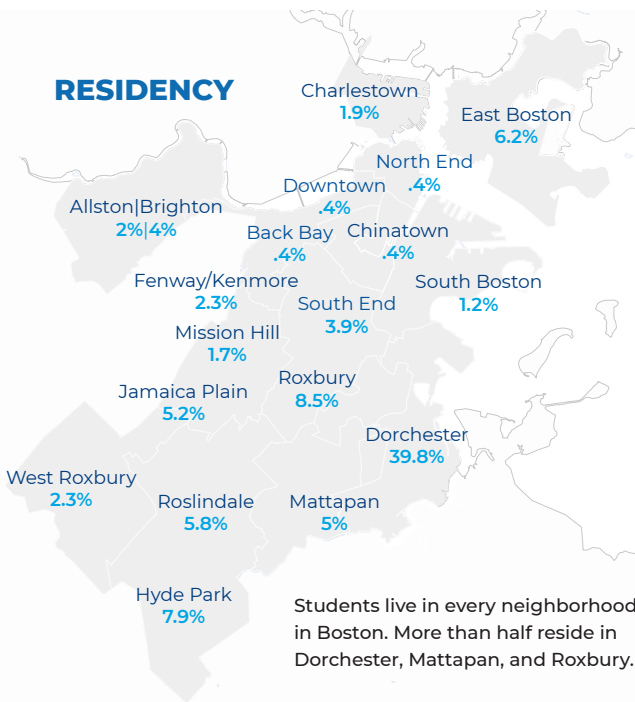 RESIDENCY
Charlestown
1.9%
East Boston
6.2%
North End
.4%
Downtown
.4%
Allston|Brighton
2%|4%
Back Bay
.4%
Chinatown
.4%
Fenway/Kenmore
2.3%
South Boston
1.2%
South End
3.9%
Mission Hill
1.7%
Jamaica Plain
5.2%
Roxbury
8.5%
Dorchester
39.8%
West Roxbury
2.3%
Roslindale
5.8%
Mattapan
5%
Hyde Park
7.9%
Students live in every neighborhood
in Boston. More than half reside in
Dorchester, Mattapan, and Roxbury.